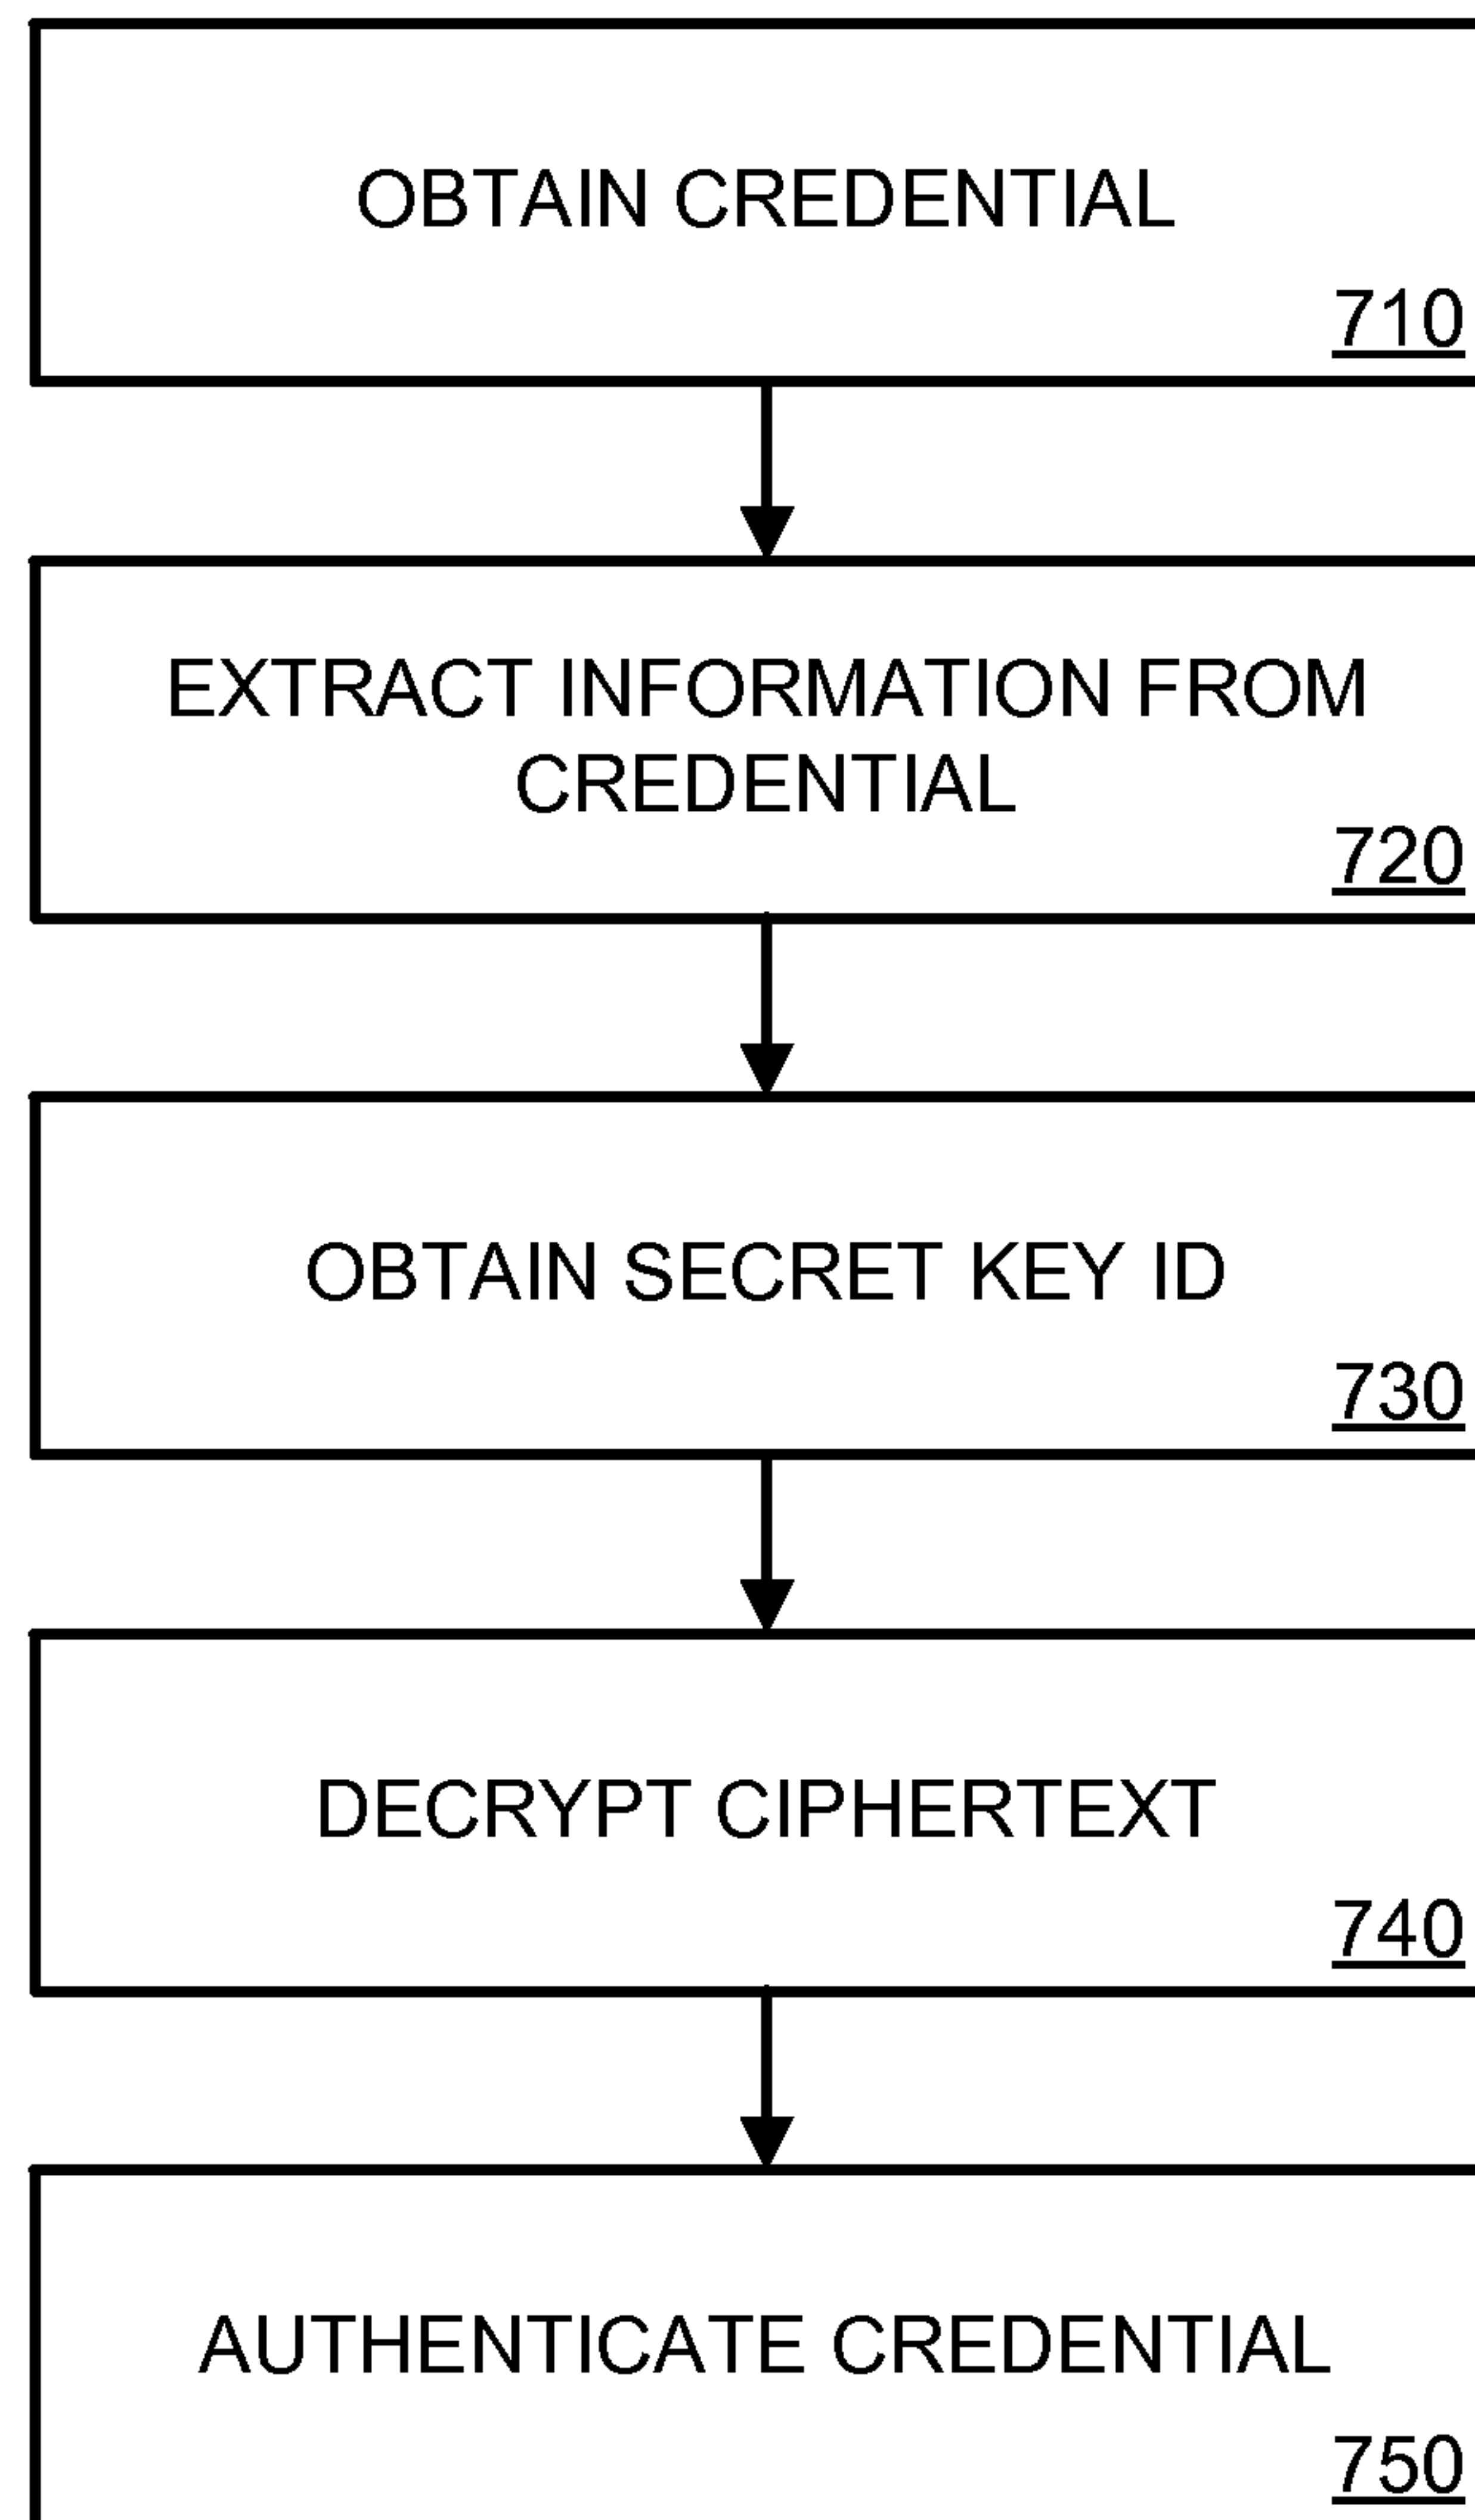 OBTAIN CREDENTIAL
710
EXTRACT INFORMATION FROM
CREDENTIAL
720
OBTAIN SECRET KEY ID
730
DECRYPT CIPHERTEXT
740
AUTHENTICATE CREDENTIAL
750